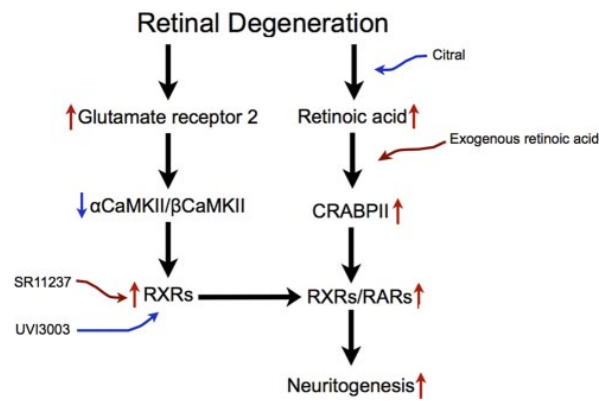 Retinal Degeneration
Citral
Glutamate receptor 2
Retinoic acid
Exogenous retinoic acid
αCaMKII/βCaMKII
CRABPII
SR11237
RXRs
RXRs/RARs
UVI3003
Neuritogenesis